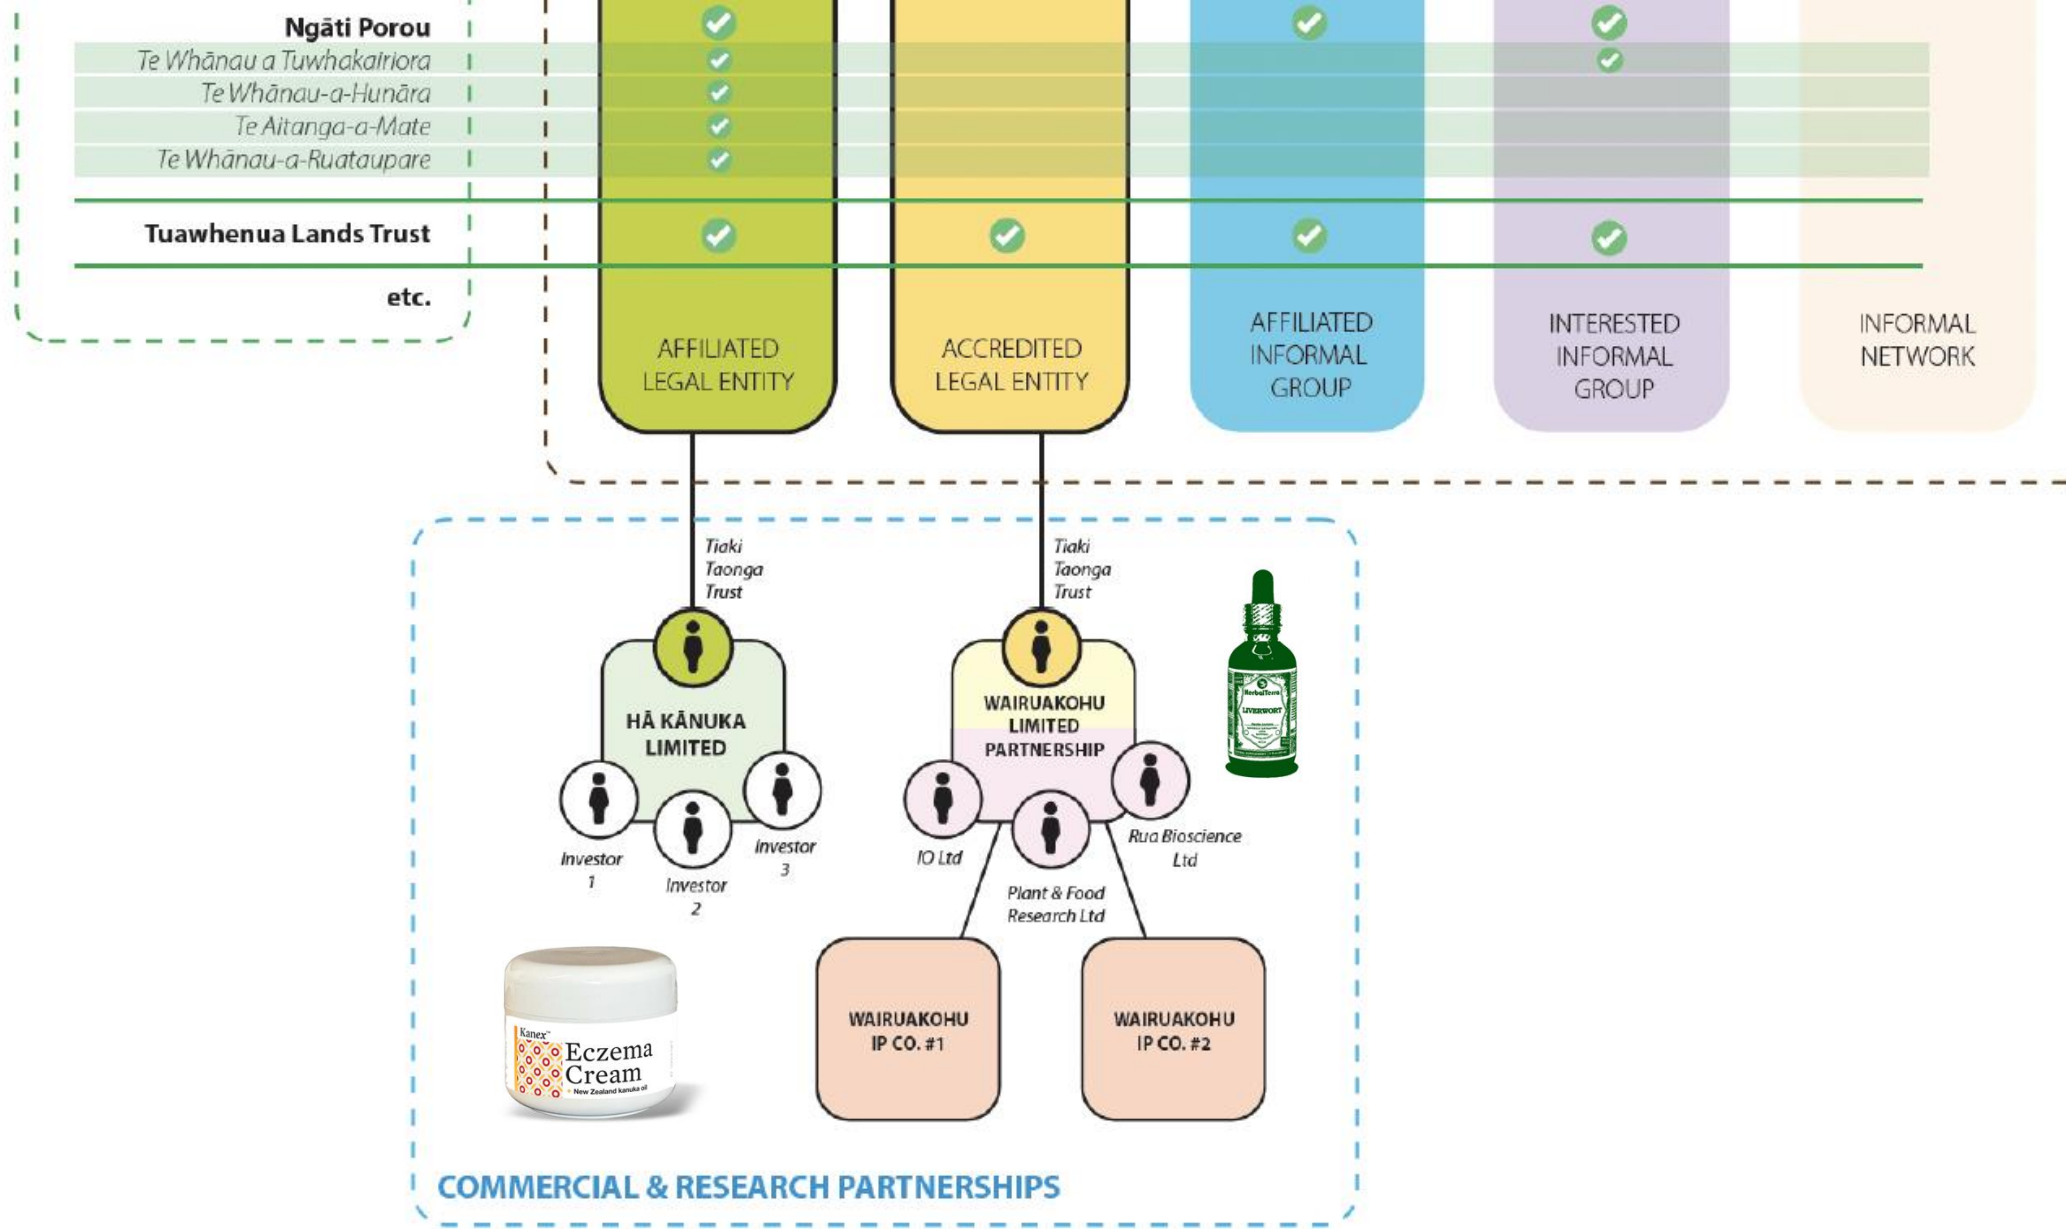 Ngāti Porou
Te Whānau a Tuwhakairiora
Te Whānau-a-Hunāra
Te Aitanga-a-Mate
Te Whānau-a-Ruataupare
Tuawhenua Lands Trust
etc.
AFFILIATED
LEGAL ENTITY
ACCREDITED
LEGAL ENTITY
AFFILIATED
INFORMAL
GROUP
INTERESTED
INFORMAL
GROUP
INFORMAL
NETWORK
Tiaki
Taonga
Trust
Tiaki
Taonga
Trust
HĀ KĀNUKA
LIMITED
WAIRUAKOHU
LIMITED
PARTNERSHIP
HerbalTerra
LIVERWORT
Investor
1
Investor
2
Investor
3
IO Ltd
Plant & Food
Research Ltd
Rua Bioscience
Ltd
Kanex™
Eczema
Cream
New Zealand kanuka oil
WAIRUAKOHU
IP CO. #1
WAIRUAKOHU
IP CO. #2
COMMERCIAL & RESEARCH PARTNERSHIPS